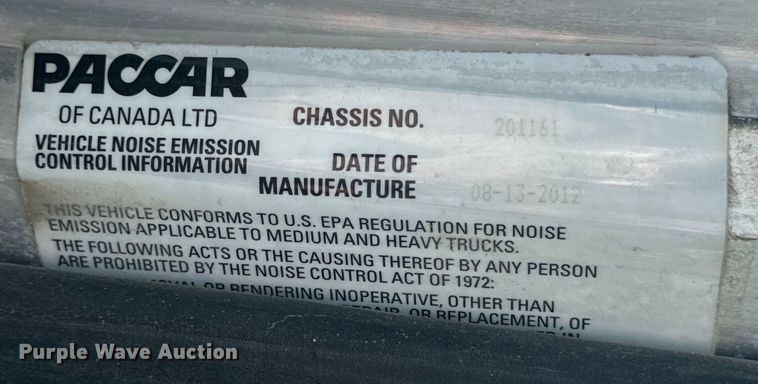 PACCAR
OF CANADA LTD
VEHICLE NOISE EMISSION
CONTROL INFORMATION
CHASSIS NO. 201161
DATE OF
MANUFACTURE 08-13-2012
THIS VEHICLE CONFORMS TO U.S. EPA REGULATION FOR NOISE
EMISSION APPLICABLE TO MEDIUM AND HEAVY TRUCKS.
THE FOLLOWING ACTS OR THE CAUSING THEREOF BY ANY PERSON
ARE PROHIBITED BY THE NOISE CONTROL ACT OF 1972:
OR RENDERING INOPERATIVE, OTHER THAN
OR REPLACEMENT, OF
Purple Wave Auction